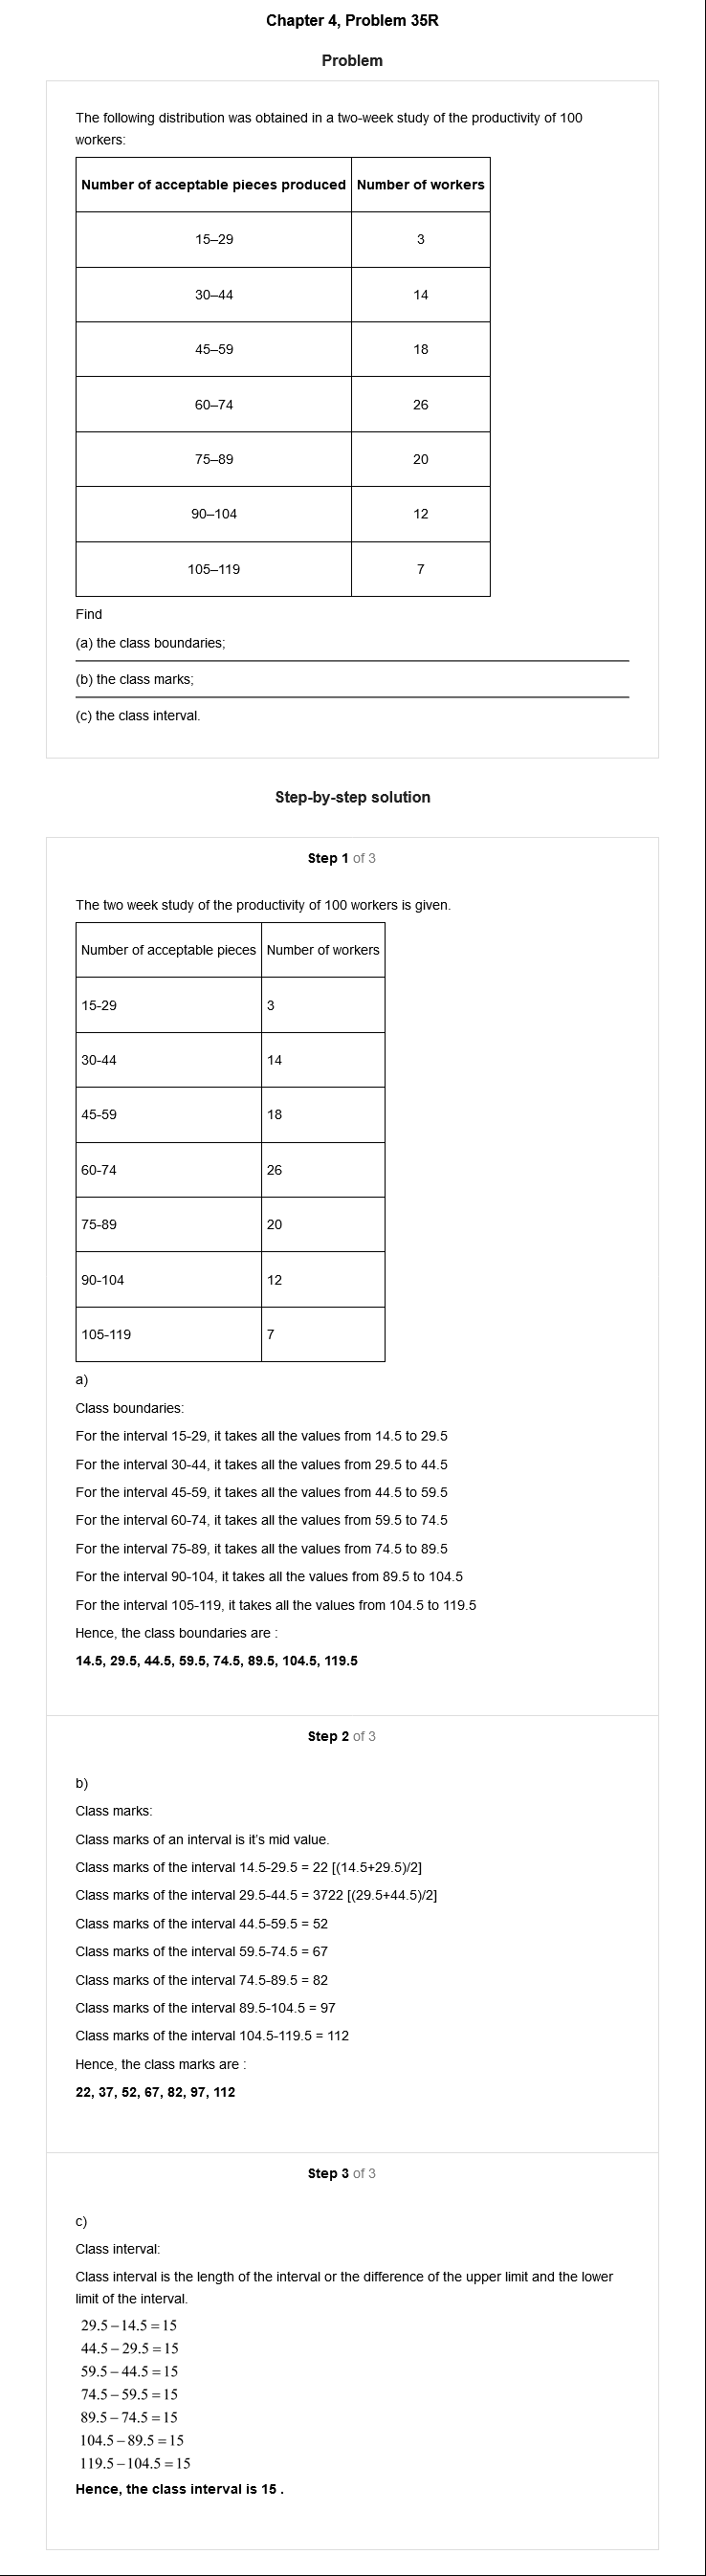 Chapter 4, Problem 35R
Problem
The following distribution was obtained in a two-week study of the productivity of 100
workers:
Number of acceptable pieces produced Number of workers
15–29 3
30–44 14
45–59 18
60–74 26
75–89 20
90–104 12
105–119 7
Find
(a) the class boundaries;
(b) the class marks;
(c) the class interval.
Step-by-step solution
Step 1 of 3
The two week study of the productivity of 100 workers is given.
Number of acceptable pieces Number of workers
15-29 3
30-44 14
45-59 18
60-74 26
75-89 20
90-104 12
105-119 7
a)
Class boundaries:
For the interval 15-29, it takes all the values from 14.5 to 29.5
For the interval 30-44, it takes all the values from 29.5 to 44.5
For the interval 45-59, it takes all the values from 44.5 to 59.5
For the interval 60-74, it takes all the values from 59.5 to 74.5
For the interval 75-89, it takes all the values from 74.5 to 89.5
For the interval 90-104, it takes all the values from 89.5 to 104.5
For the interval 105-119, it takes all the values from 104.5 to 119.5
Hence, the class boundaries are :
14.5, 29.5, 44.5, 59.5, 74.5, 89.5, 104.5, 119.5
Step 2 of 3
b)
Class marks:
Class marks of an interval is it's mid value.
Class marks of the interval 14.5-29.5 = 22 [(14.5+29.5)/2]
Class marks of the interval 29.5-44.5 = 3722 [(29.5+44.5)/2]
Class marks of the interval 44.5-59.5 = 52
Class marks of the interval 59.5-74.5 = 67
Class marks of the interval 74.5-89.5 = 82
Class marks of the interval 89.5-104.5 = 97
Class marks of the interval 104.5-119.5 = 112
Hence, the class marks are :
22, 37, 52, 67, 82, 97, 112
Step 3 of 3
c)
Class interval:
Class interval is the length of the interval or the difference of the upper limit and the lower
limit of the interval.
29.5 – 14.5 = 15
44.5 – 29.5 = 15
59.5 – 44.5 = 15
74.5 – 59.5 = 15
89.5 – 74.5 = 15
104.5 – 89.5 = 15
119.5 – 104.5 = 15
Hence, the class interval is 15 .